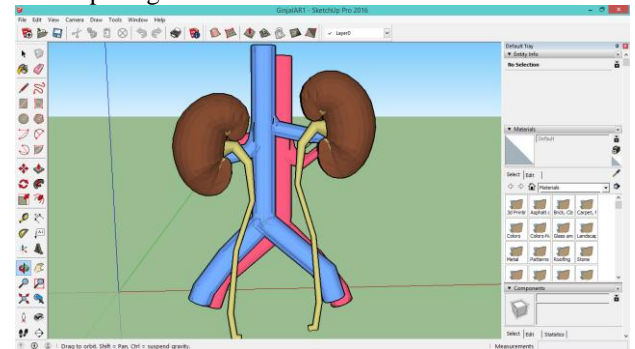 GinjalAR1 - SketchUp Pro 2016
File Edit View Camera Draw Tools Window Help
Layer0
Default Tray
Entity Info
No Selection
Materials
Default
Select Edit
Materials
3d Printi Asphalt a Brick, Cla Carpet, F
Colors Colors-N Glass an Landscap
Metal Patterns Roofing Stone
Components
Select Edit Statistics
Drag to orbit. Shift = Pan, Ctrl = suspend gravity.
Measurements